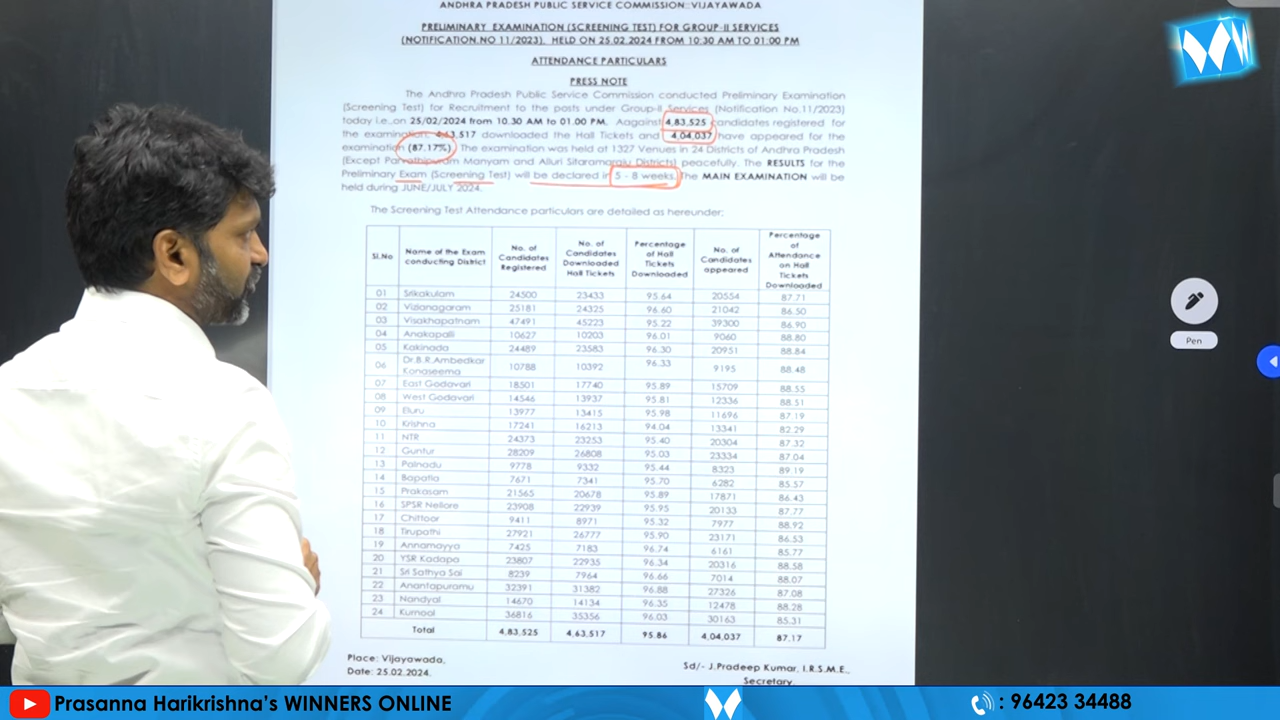 ANDHRA PRADESH PUBLIC SERVICE COMMISSION::VIJAYAWADA
PRELIMINARY EXAMINATION (SCREENING TEST) FOR GROUP-II SERVICES
(NOTIFICATION.NO 11/2023), HELD ON 25.02.2024 FROM 10:30 AM TO 01:00 PM
ATTENDANCE PARTICULARS
PRESS NOTE
The Andhra Pradesh Public Service Commission conducted Preliminary Examination
(Screening Test) for Recruitment to the posts under Group-II Services (Notification No.11/2023)
today i.e.,on 25/02/2024 from 10.30 AM to 01.00 PM. Aagainst 4,83,525 candidates registered for
the examination, 4,63,517 downloaded the Hall Tickets and 4,04,037 have appeared for the
examination (87.17%). The examination was held at 1327 Venues in 24 Districts of Andhra Pradesh
(Except Parvathipuram Manyam and Alluri Sitaramaraju Districts) peacefully. The RESULTS for the
Preliminary Exam (Screening Test) will be declared in 5 - 8 weeks. The MAIN EXAMINATION will be
held during JUNE/JULY 2024.
The Screening Test Attendance particulars are detailed as hereunder:
Sl.No Name of the Exam conducting District No. of Candidates Registered No. of Candidates Downloaded Hall Tickets Percentage of Hall Tickets Downloaded No. of Candidates appeared Percentage of Attendance on Hall Tickets Downloaded
01 Srikakulam 24500 23433 95.64 20554 87.71
02 Vizianagaram 25181 24325 96.60 21042 86.50
03 Visakhapatnam 47491 45223 95.22 39300 86.90
04 Anakapalli 10627 10203 96.01 9060 88.80
05 Kakinada 24489 23583 96.30 20951 88.84
06 Dr.B.R.Ambedkar Konaseema 10788 10392 96.33 9195 88.48
07 East Godavari 18501 17740 95.89 15709 88.55
08 West Godavari 14546 13937 95.81 12336 88.51
09 Eluru 13977 13415 95.98 11696 87.19
10 Krishna 17241 16213 94.04 13341 82.29
11 NTR 24373 23253 95.40 20304 87.32
12 Guntur 28209 26808 95.03 23334 87.04
13 Palnadu 9778 9332 95.44 8323 89.19
14 Bapatla 7671 7341 95.70 6282 85.57
15 Prakasam 21565 20678 95.89 17871 86.43
16 SPSR Nellore 23908 22939 95.95 20133 87.77
17 Chittoor 9411 8971 95.32 7977 88.92
18 Tirupathi 27921 26777 95.90 23171 86.53
19 Annamayya 7425 7183 96.74 6161 85.77
20 YSR Kadapa 23807 22935 96.34 20316 88.58
21 Sri Sathya Sai 8239 7964 96.66 7014 88.07
22 Anantapuramu 32391 31382 96.88 27326 87.08
23 Nandyal 14670 14134 96.35 12478 88.28
24 Kurnool 36816 35356 96.03 30163 85.31
Total 4,83,525 4,63,517 95.86 4,04,037 87.17
Place: Vijayawada,
Date: 25.02.2024.
Sd/- J.Pradeep Kumar, I.R.S.M.E.,
Secretary.
Pen
Prasanna Harikrishna's WINNERS ONLINE
: 96423 34488